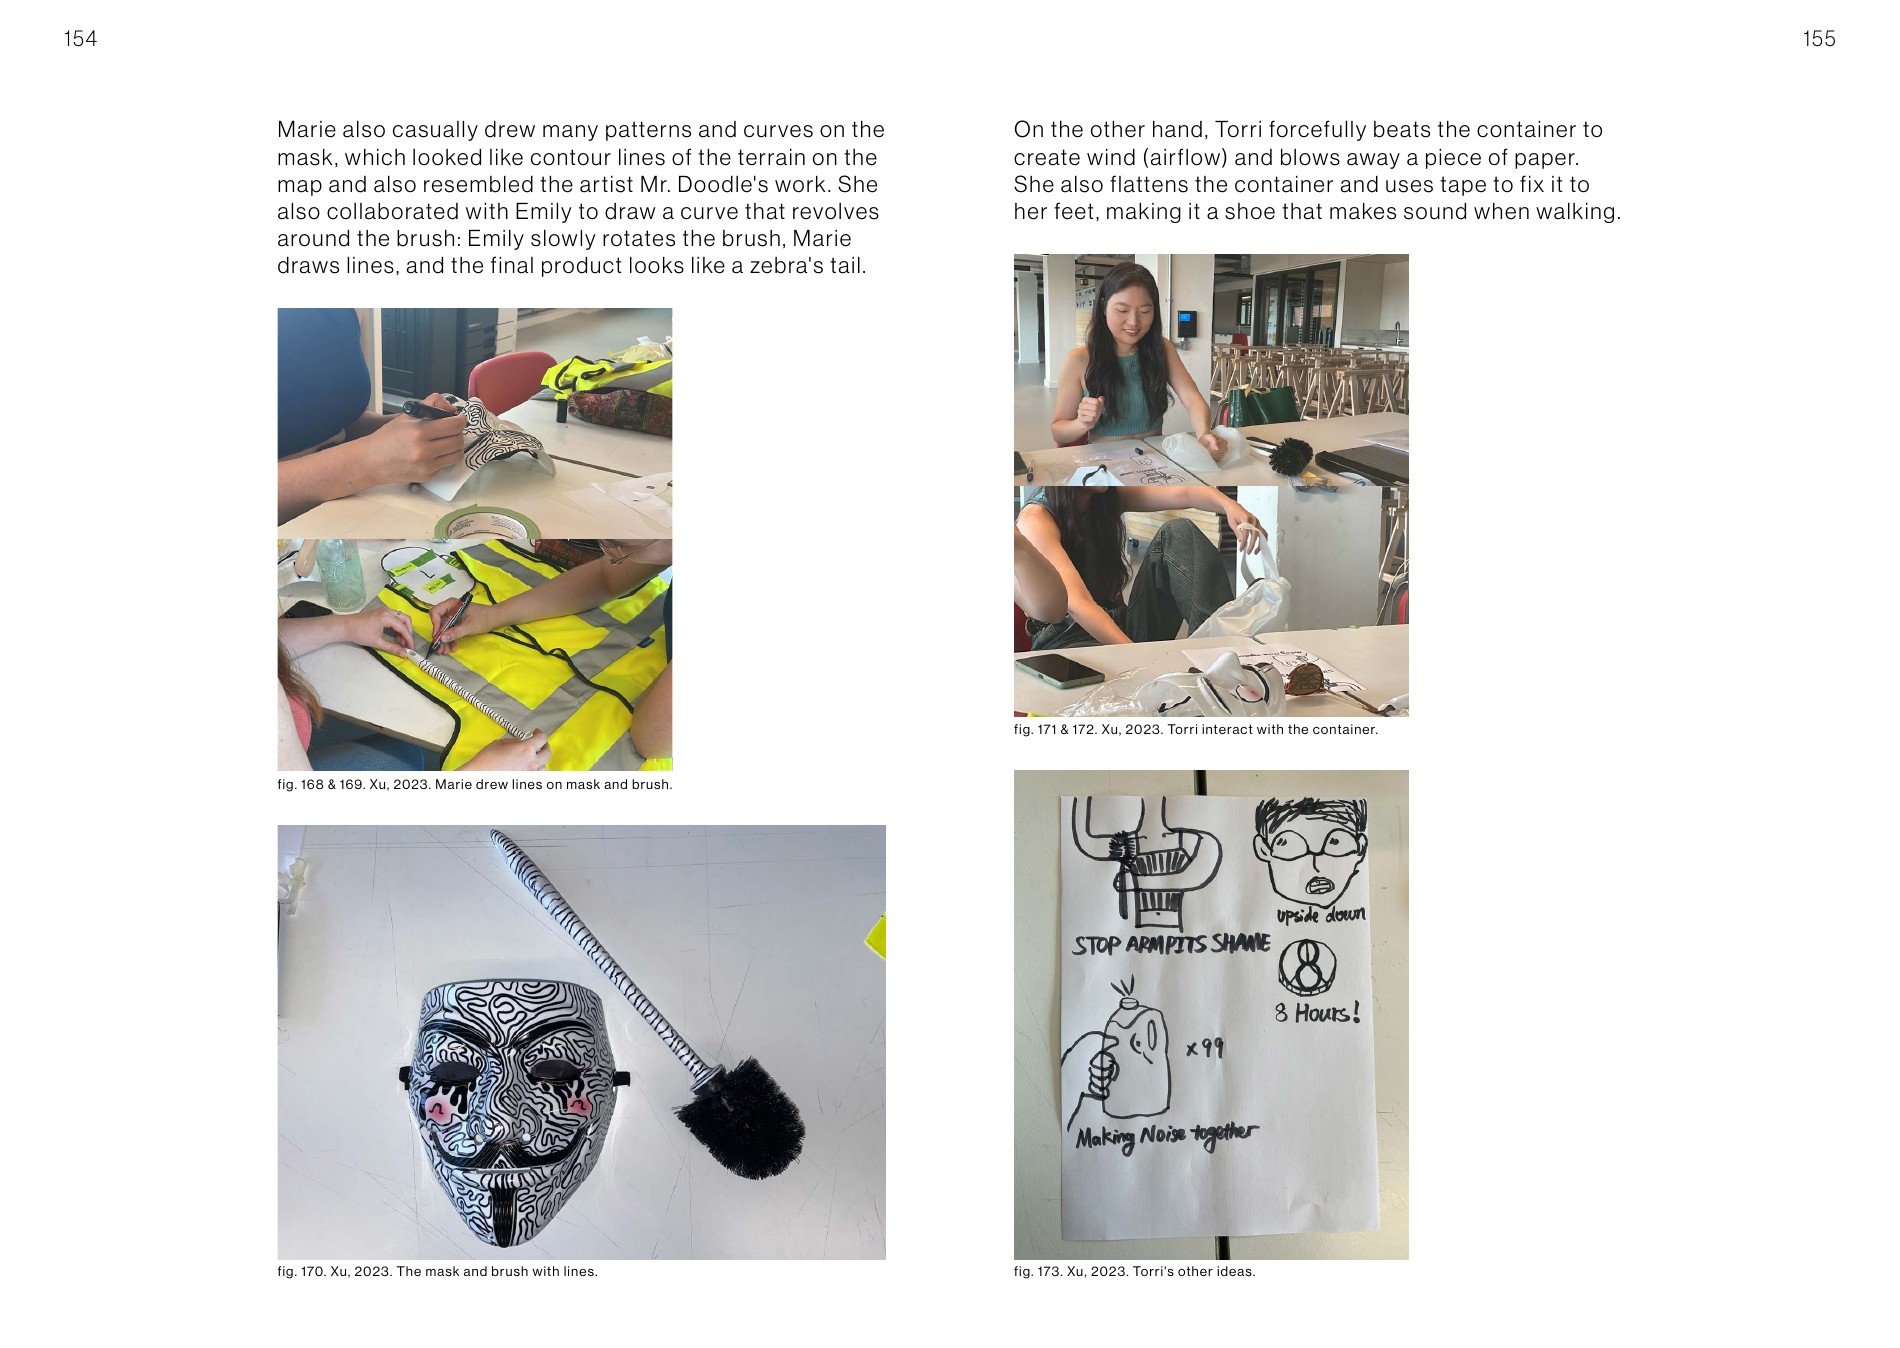 154
Marie also casually drew many patterns and curves on the
mask, which looked like contour lines of the terrain on the
map and also resembled the artist Mr. Doodle's work. She
also collaborated with Emily to draw a curve that revolves
around the brush: Emily slowly rotates the brush, Marie
draws lines, and the final product looks like a zebra's tail.
fig. 168 & 169. Xu, 2023. Marie drew lines on mask and brush.
fig. 170. Xu, 2023. The mask and brush with lines.
155
On the other hand, Torri forcefully beats the container to
create wind (airflow) and blows away a piece of paper.
She also flattens the container and uses tape to fix it to
her feet, making it a shoe that makes sound when walking.
fig. 171 & 172. Xu, 2023. Torri interact with the container.
upside down
STOP ARMPITS SHAME
8
8 Hours!
x99
Making Noise together
fig. 173. Xu, 2023. Torri's other ideas.